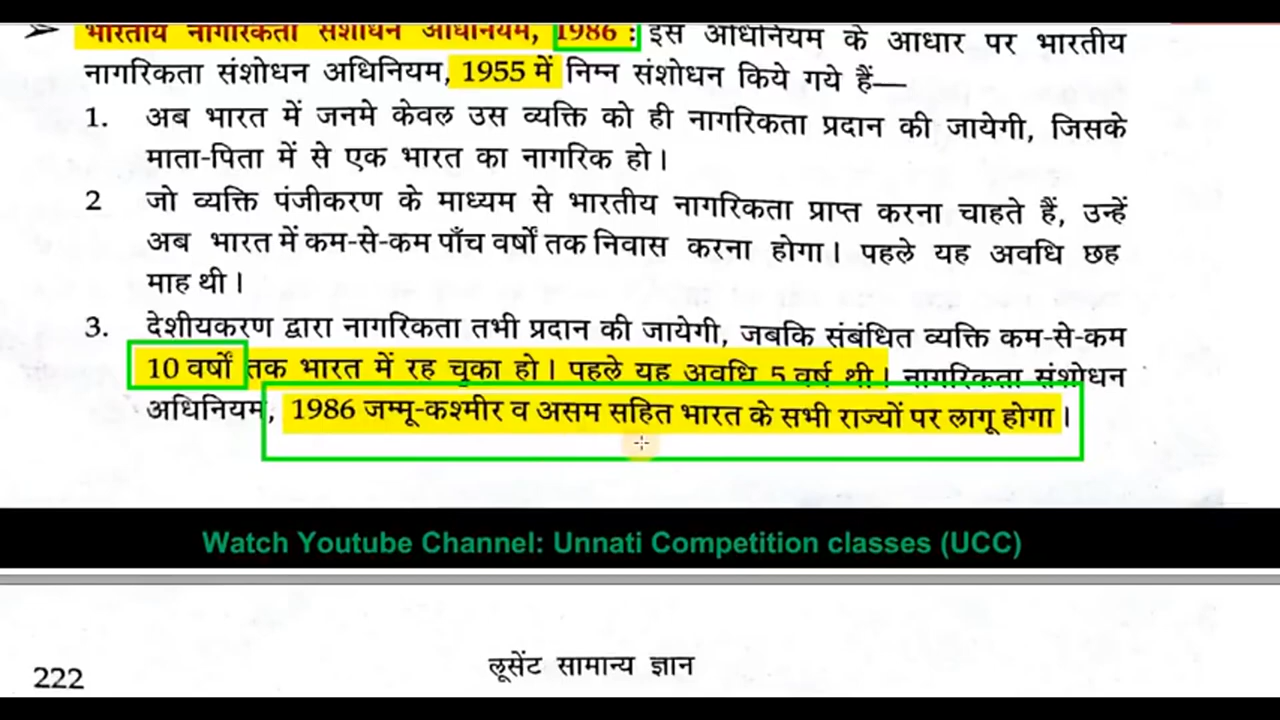 ➤ भारतीय नागरिकता संशोधन अधिनियम, 1986 : इस अधिनियम के आधार पर भारतीय
नागरिकता संशोधन अधिनियम, 1955 में निम्न संशोधन किये गये हैं—
1. अब भारत में जनमे केवल उस व्यक्ति को ही नागरिकता प्रदान की जायेगी, जिसके
माता-पिता में से एक भारत का नागरिक हो।
2 जो व्यक्ति पंजीकरण के माध्यम से भारतीय नागरिकता प्राप्त करना चाहते हैं, उन्हें
अब भारत में कम-से-कम पाँच वर्षों तक निवास करना होगा। पहले यह अवधि छह
माह थी।
3. देशीयकरण द्वारा नागरिकता तभी प्रदान की जायेगी, जबकि संबंधित व्यक्ति कम-से-कम
10 वर्षों तक भारत में रह चुका हो। पहले यह अवधि 5 वर्ष थी। नागरिकता संशोधन
अधिनियम, 1986 जम्मू-कश्मीर व असम सहित भारत के सभी राज्यों पर लागू होगा।
Watch Youtube Channel: Unnati Competition classes (UCC)
222 लूसेंट सामान्य ज्ञान